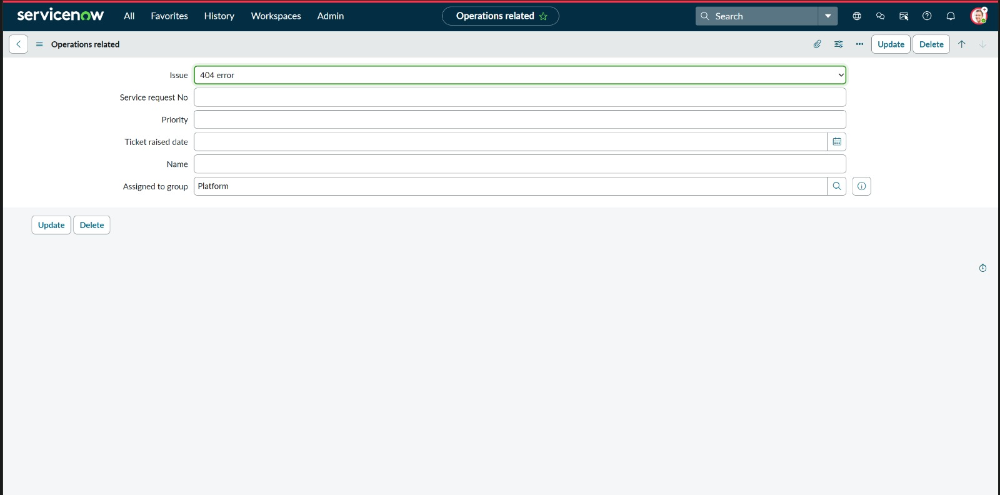 servicenow All Favorites History Workspaces Admin Operations related Search
Operations related Update Delete
Issue 404 error
Service request No
Priority
Ticket raised date
Name
Assigned to group Platform
Update Delete